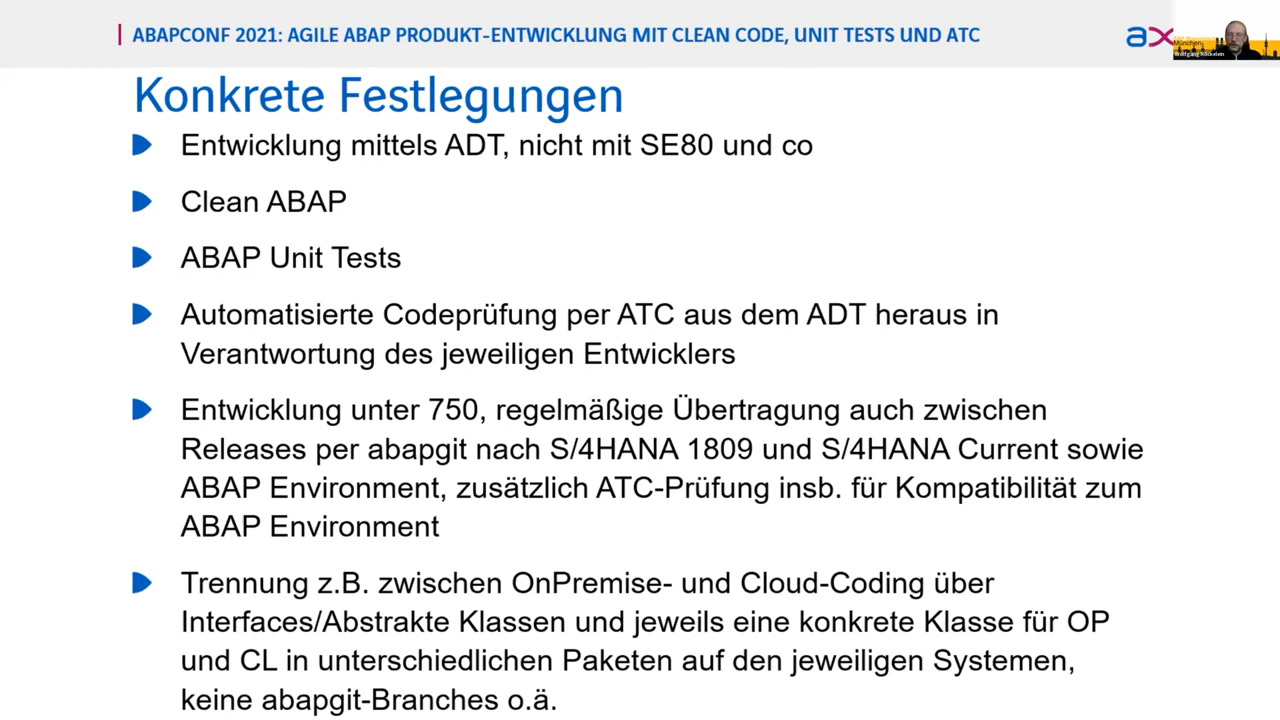 ABAPCONF 2021: AGILE ABAP PRODUKT-ENTWICKLUNG MIT CLEAN CODE, UNIT TESTS UND ATC
ax
München
Wolfgang Röckelein
Konkrete Festlegungen
Entwicklung mittels ADT, nicht mit SE80 und co
Clean ABAP
ABAP Unit Tests
Automatisierte Codeprüfung per ATC aus dem ADT heraus in
Verantwortung des jeweiligen Entwicklers
Entwicklung unter 750, regelmäßige Übertragung auch zwischen
Releases per abapgit nach S/4HANA 1809 und S/4HANA Current sowie
ABAP Environment, zusätzlich ATC-Prüfung insb. für Kompatibilität zum
ABAP Environment
Trennung z.B. zwischen OnPremise- und Cloud-Coding über
Interfaces/Abstrakte Klassen und jeweils eine konkrete Klasse für OP
und CL in unterschiedlichen Paketen auf den jeweiligen Systemen,
keine abapgit-Branches o.ä.